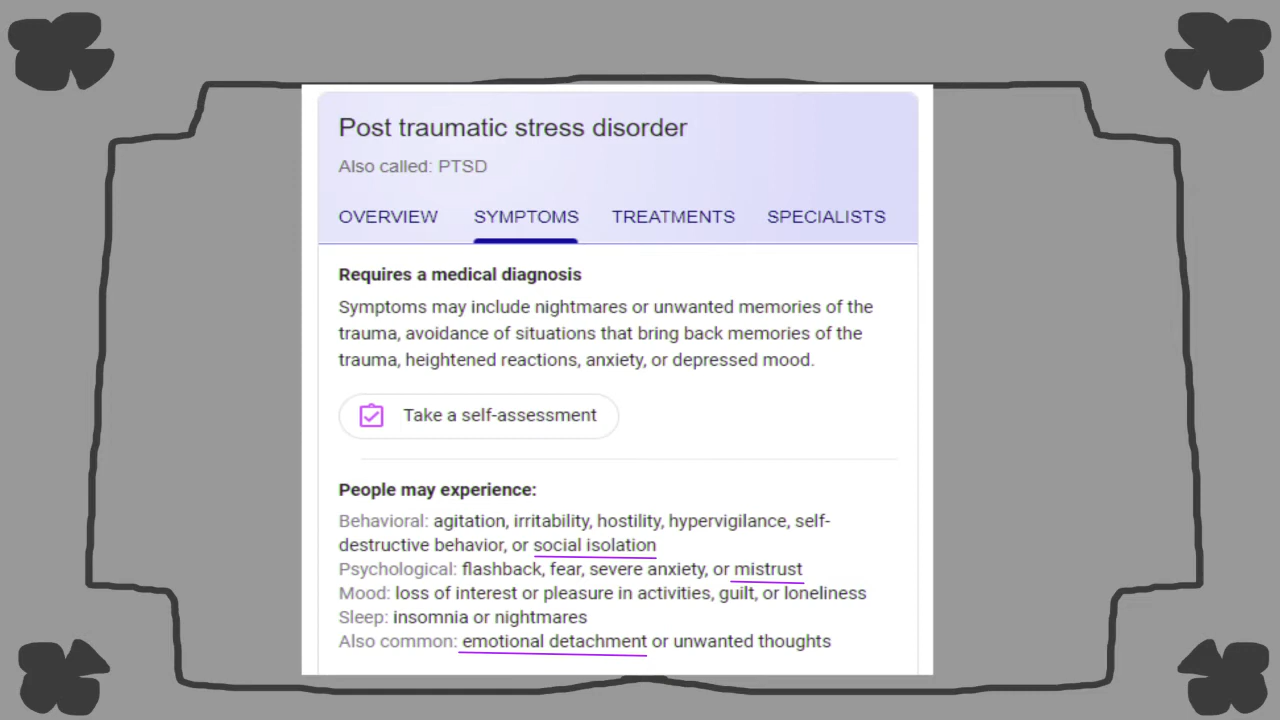 Post traumatic stress disorder
Also called: PTSD
OVERVIEW SYMPTOMS TREATMENTS SPECIALISTS
Requires a medical diagnosis
Symptoms may include nightmares or unwanted memories of the
trauma, avoidance of situations that bring back memories of the
trauma, heightened reactions, anxiety, or depressed mood.
Take a self-assessment
People may experience:
Behavioral: agitation, irritability, hostility, hypervigilance, self-
destructive behavior, or social isolation
Psychological: flashback, fear, severe anxiety, or mistrust
Mood: loss of interest or pleasure in activities, guilt, or loneliness
Sleep: insomnia or nightmares
Also common: emotional detachment or unwanted thoughts